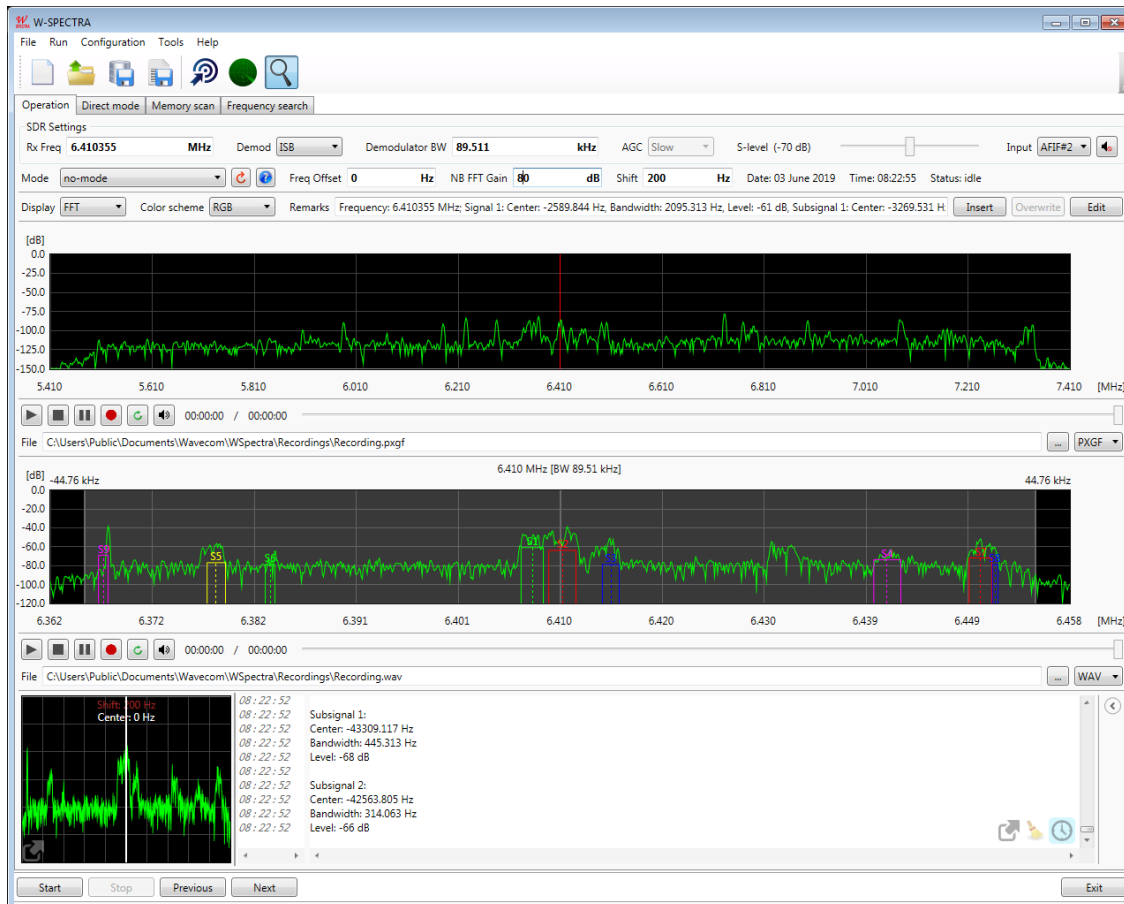 W-SPECTRA
File Run Configuration Tools Help
Operation Direct mode Memory scan Frequency search
SDR Settings
Rx Freq 6.410355 MHz Demod ISB Demodulator BW 89.511 kHz AGC Slow S-level (-70 dB) Input AFIF#2
Mode no-mode Freq Offset 0 Hz NB FFT Gain 80 dB Shift 200 Hz Date: 03 June 2019 Time: 08:22:55 Status: idle
Display FFT Color scheme RGB Remarks Frequency: 6.410355 MHz; Signal 1: Center: -2589.844 Hz, Bandwidth: 2095.313 Hz, Level: -61 dB, Subsignal 1: Center: -3269.531 H Insert Overwrite Edit
[dB]
0.0
-25.0
-50.0
-75.0
-100.0
-125.0
-150.0
5.410 5.610 5.810 6.010 6.210 6.410 6.610 6.810 7.010 7.210 7.410 [MHz]
00:00:00 / 00:00:00
File C:\Users\Public\Documents\Wavecom\WSpectra\Recordings\Recording.pxgf ... PXGF
6.410 MHz [BW 89.51 kHz]
[dB] -44.76 kHz 44.76 kHz
0.0
-20.0
-40.0
-60.0
-80.0
-100.0
-120.0
S5 S6 S1
6.362 6.372 6.382 6.391 6.401 6.410 6.420 6.430 6.439 6.449 6.458 [MHz]
00:00:00 / 00:00:00
File C:\Users\Public\Documents\Wavecom\WSpectra\Recordings\Recording.wav ... WAV
Shift: 200 Hz
Center: 0 Hz
08:22:52
08:22:52 Subsignal 1:
08:22:52 Center: -43309.117 Hz
08:22:52 Bandwidth: 445.313 Hz
08:22:52 Level: -68 dB
08:22:52
08:22:52 Subsignal 2:
08:22:52 Center: -42563.805 Hz
08:22:52 Bandwidth: 314.063 Hz
08:22:52 Level: -66 dB
Start Stop Previous Next Exit